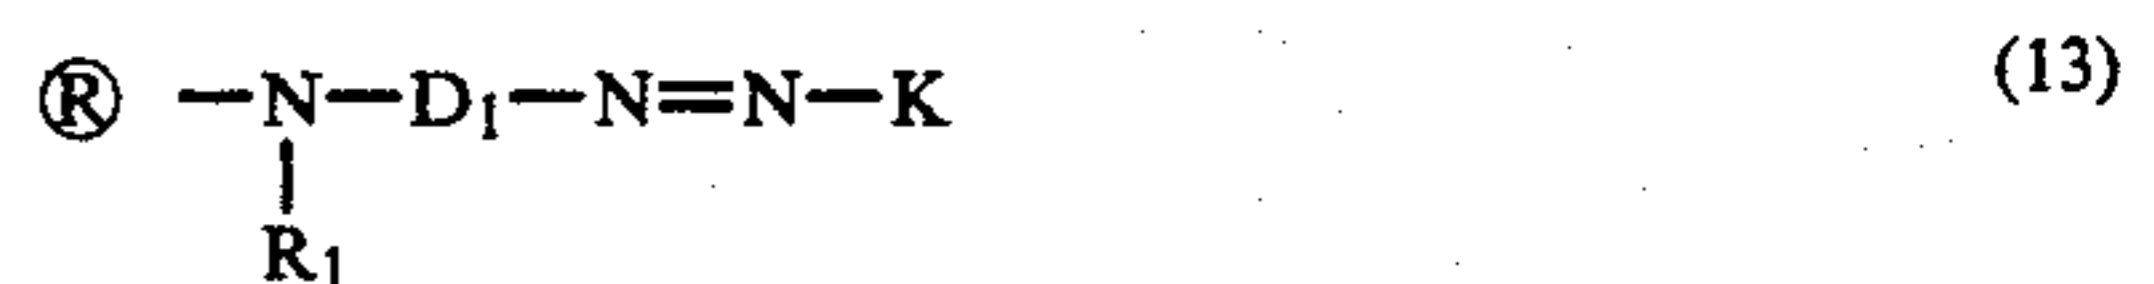 Ⓡ —N—D₁—N=N—K (13)
|
R₁